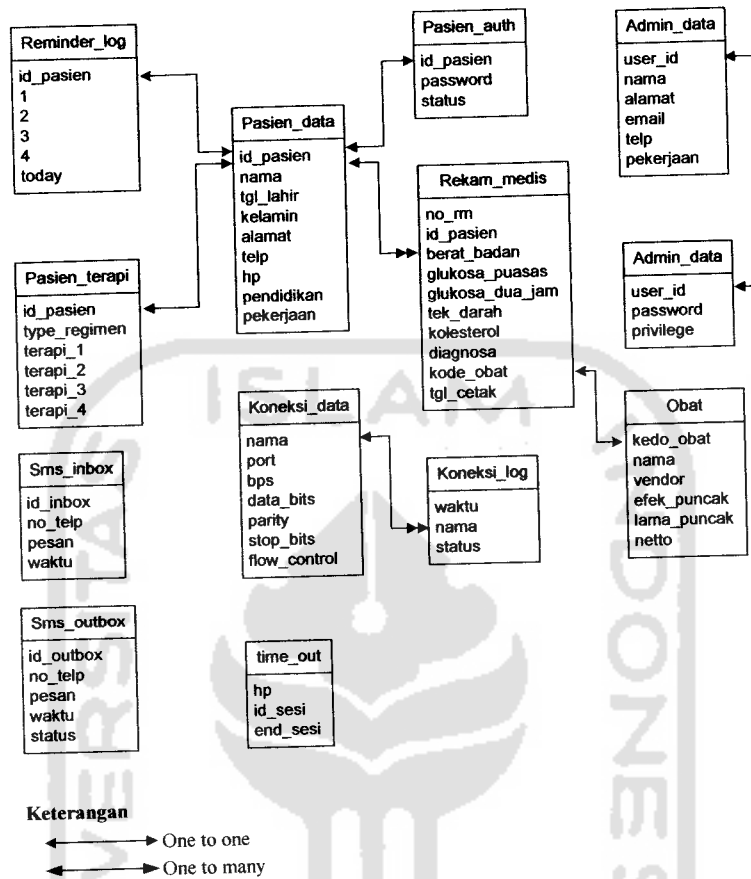 Reminder_log
id_pasien
1
2
3
4
today
Pasien_auth
id_pasien
password
status
Admin_data
user_id
nama
alamat
email
telp
pekerjaan
Pasien_data
id_pasien
nama
tgl_lahir
kelamin
alamat
telp
hp
pendidikan
pekerjaan
Rekam_medis
no_rm
id_pasien
berat_badan
glukosa_puasas
glukosa_dua_jam
tek_darah
kolesterol
diagnosa
kode_obat
tgl_cetak
Admin_data
user_id
password
privilege
Pasien_terapi
id_pasien
type_regimen
terapi_1
terapi_2
terapi_3
terapi_4
Koneksi_data
nama
port
bps
data_bits
parity
stop_bits
flow_control
Koneksi_log
waktu
nama
status
Obat
kedo_obat
nama
vendor
efek_puncak
lama_puncak
netto
Sms_inbox
id_inbox
no_telp
pesan
waktu
Sms_outbox
id_outbox
no_telp
pesan
waktu
status
time_out
hp
id_sesi
end_sesi
Keterangan
One to one
One to many
ISLAM